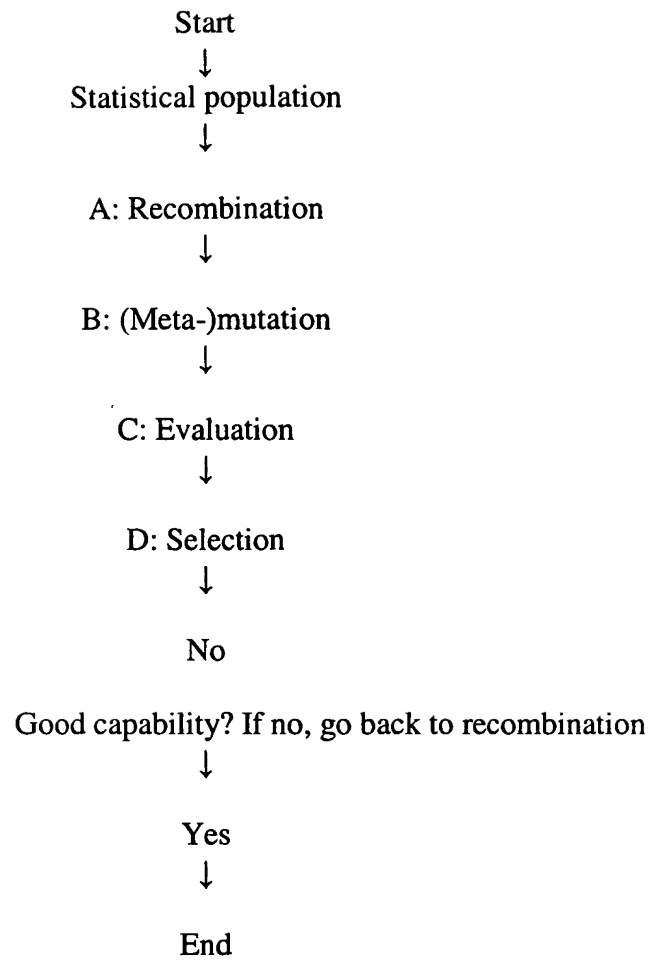 Start
↓
Statistical population
↓
A: Recombination
↓
B: (Meta-)mutation
↓
C: Evaluation
↓
D: Selection
↓
No
Good capability? If no, go back to recombination
↓
Yes
↓
End